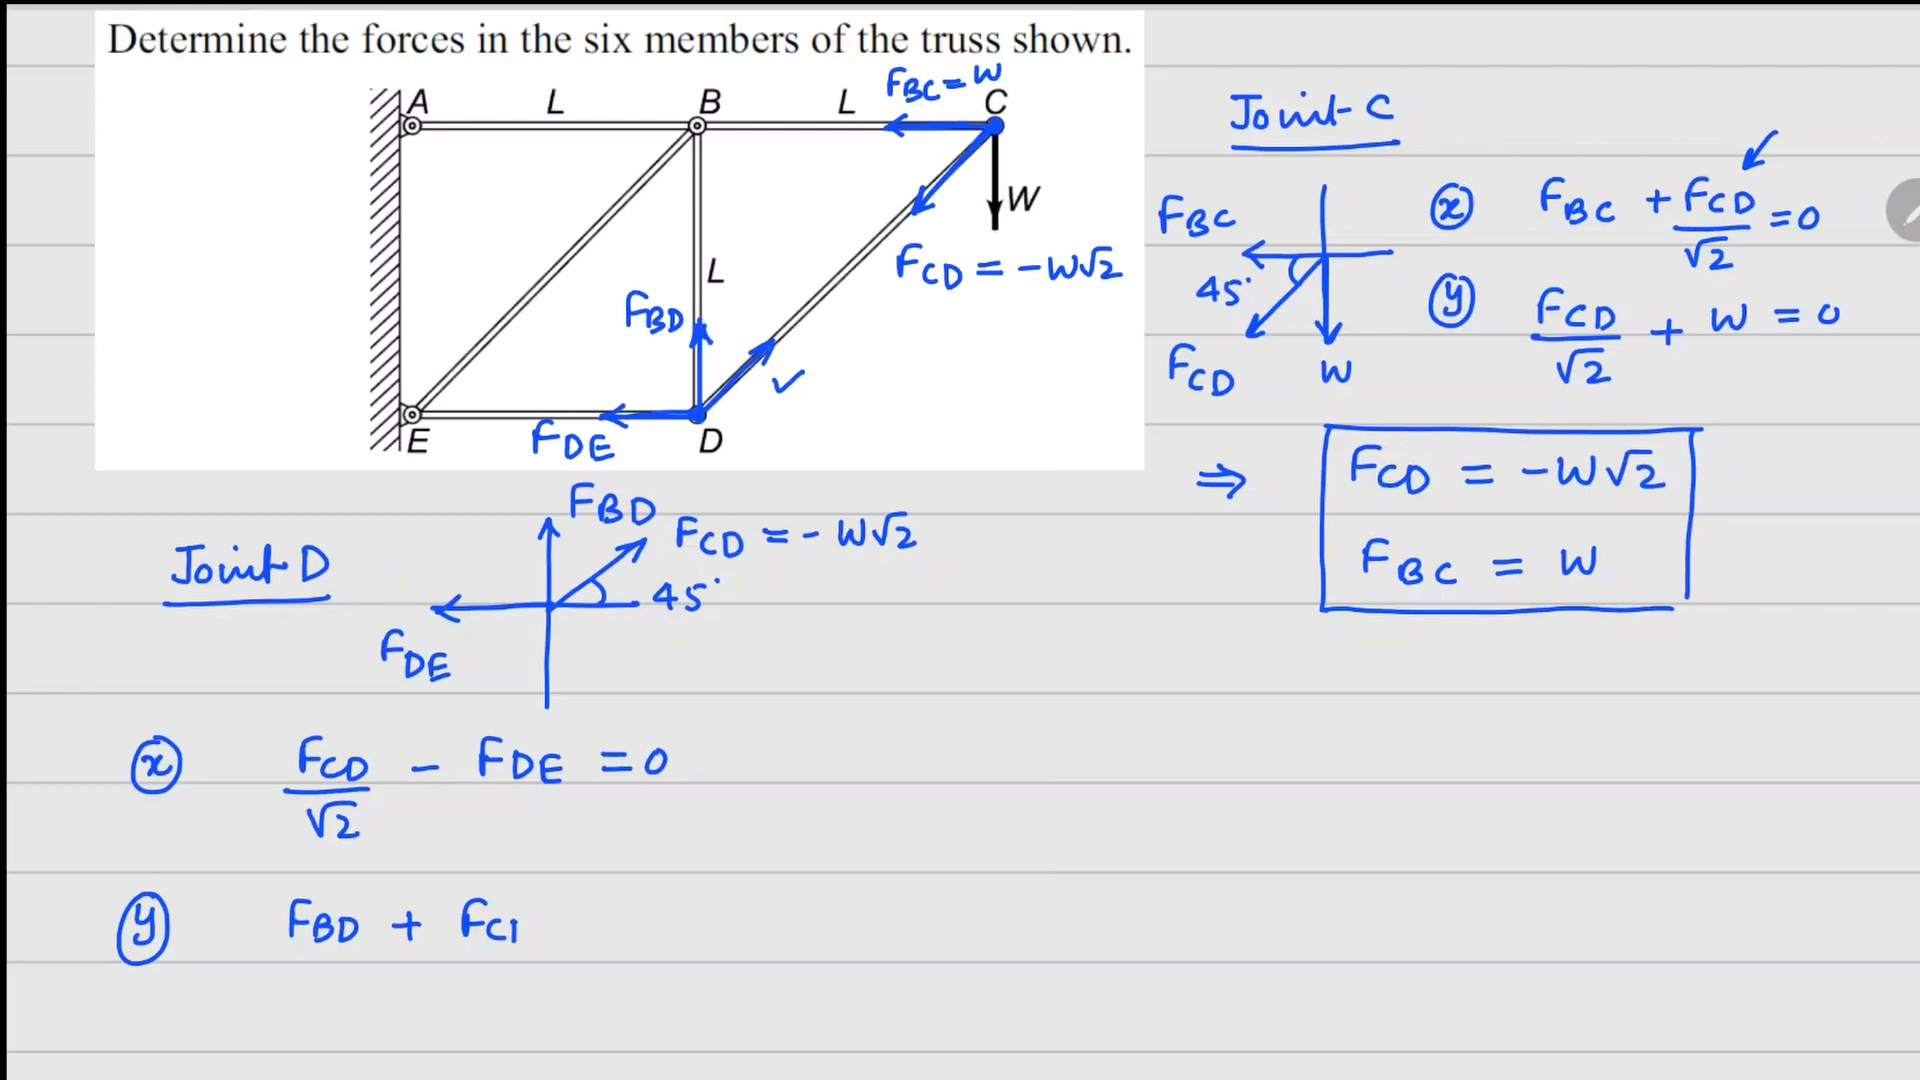 Determine the forces in the six members of the truss shown.
F_BC = W
A L B L C
W
L
F_CD = -W√2
F_BD
✓
E F_DE D
Joint-C
F_BC
45°
F_CD W
(x) F_BC + F_CD/√2 = 0
(y) F_CD/√2 + W = 0
⇒ F_CD = -W√2
F_BC = W
Joint D
F_BD
F_CD = -W√2
45°
F_DE
(x) F_CD/√2 - F_DE = 0
(y) F_BD + F_C1